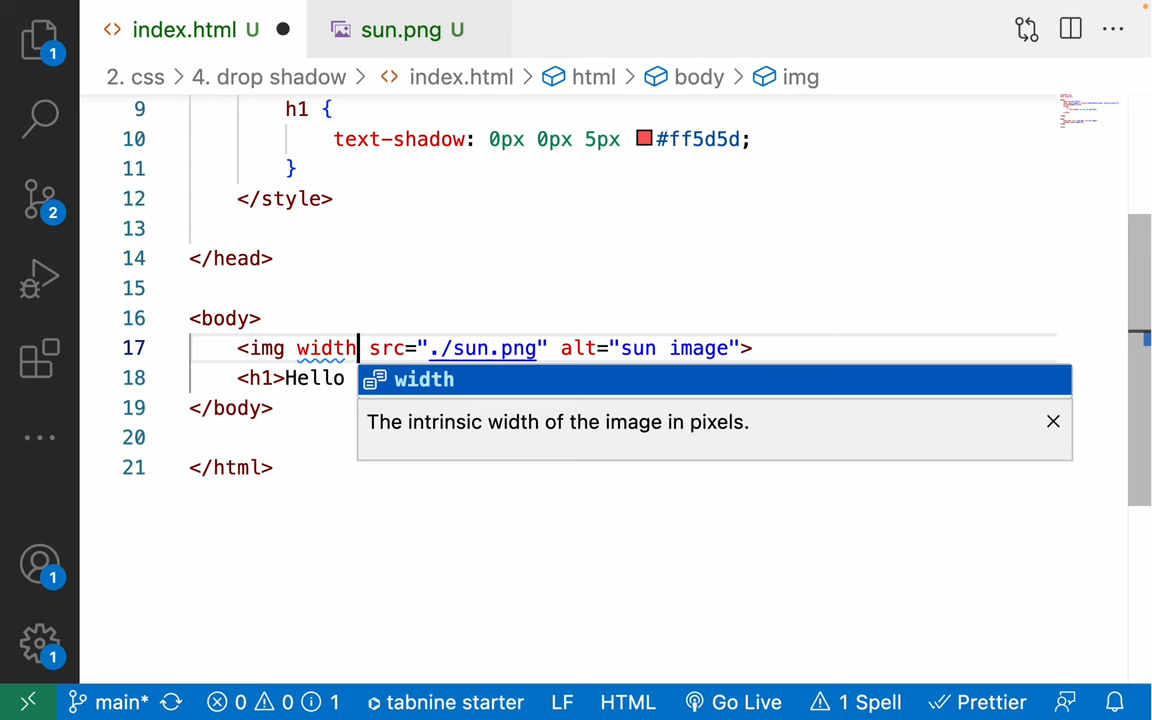 index.html U
sun.png U
2. css > 4. drop shadow > index.html > html > body > img
9 h1 {
10 text-shadow: 0px 0px 5px #ff5d5d;
11 }
12 </style>
13
14 </head>
15
16 <body>
17 <img width src="./sun.png" alt="sun image">
18 <h1>Hello
width
The intrinsic width of the image in pixels.
19 </body>
20
21 </html>
1
2
1
1
main* 0 0 1 tabnine starter LF HTML Go Live 1 Spell Prettier